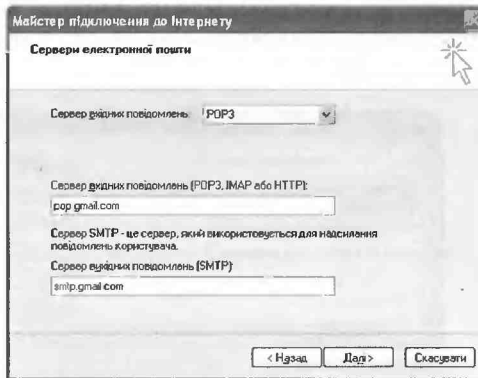 Майстер підключення до Інтернету
Сервери електронної пошти
Сервер вхідних повідомлень: POP3
Сервер вхідних повідомлень (POP3, IMAP або HTTP):
pop.gmail.com
Сервер SMTP - це сервер, який використовується для надсилання
повідомлень користувача.
Сервер вихідних повідомлень (SMTP):
smtp.gmail.com
< Назад
Далі >
Скасувати